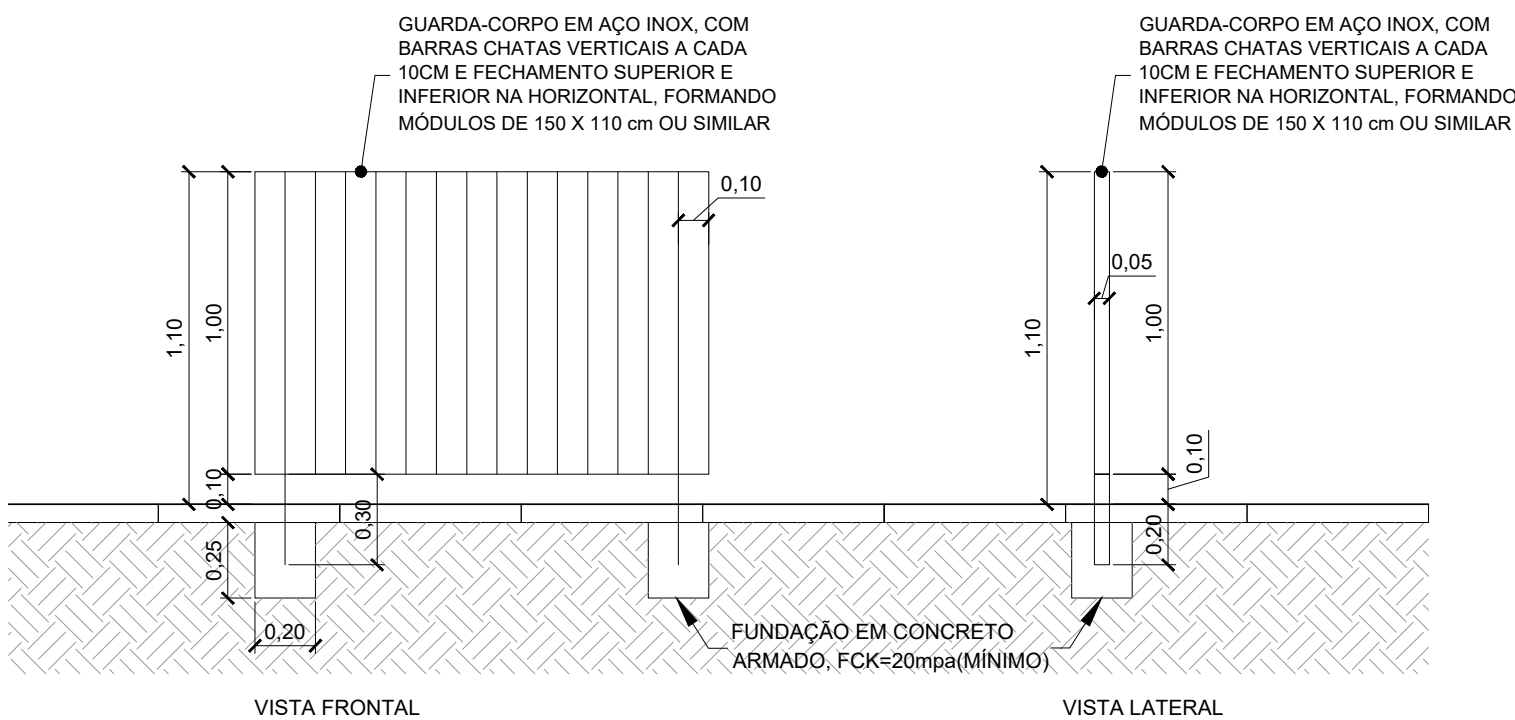 GUARDA-CORPO EM AÇO INOX, COM
BARRAS CHATAS VERTICAIS A CADA
10CM E FECHAMENTO SUPERIOR E
INFERIOR NA HORIZONTAL, FORMANDO
MÓDULOS DE 150 X 110 cm OU SIMILAR
0,10
1,10
1,00
0,10
0,30
0,25
0,20
VISTA FRONTAL
GUARDA-CORPO EM AÇO INOX, COM
BARRAS CHATAS VERTICAIS A CADA
10CM E FECHAMENTO SUPERIOR E
INFERIOR NA HORIZONTAL, FORMANDO
MÓDULOS DE 150 X 110 cm OU SIMILAR
0,05
1,10
1,00
0,10
0,20
FUNDAÇÃO EM CONCRETO
ARMADO, FCK=20mpa(MÍNIMO)
VISTA LATERAL